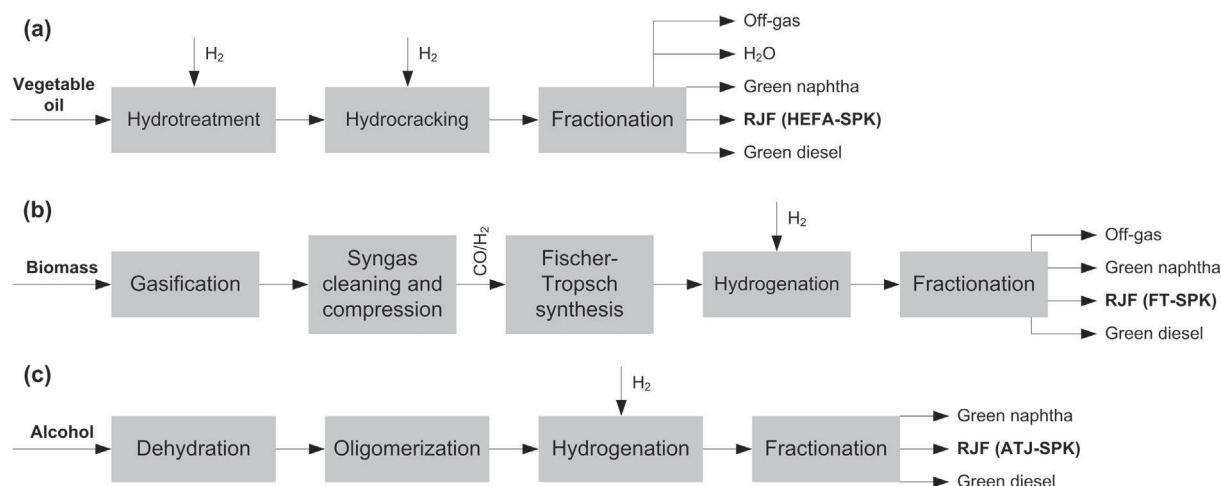 (a)
H₂
H₂
Off-gas
H₂O
Vegetable
oil
Hydrotreatment
Hydrocracking
Fractionation
Green naphtha
RJF (HEFA-SPK)
Green diesel
(b)
H₂
Biomass
Gasification
Syngas
cleaning and
compression
CO/H₂
Fischer-
Tropsch
synthesis
Hydrogenation
Fractionation
Off-gas
Green naphtha
RJF (FT-SPK)
Green diesel
(c)
H₂
Alcohol
Dehydration
Oligomerization
Hydrogenation
Fractionation
Green naphtha
RJF (ATJ-SPK)
Green diesel